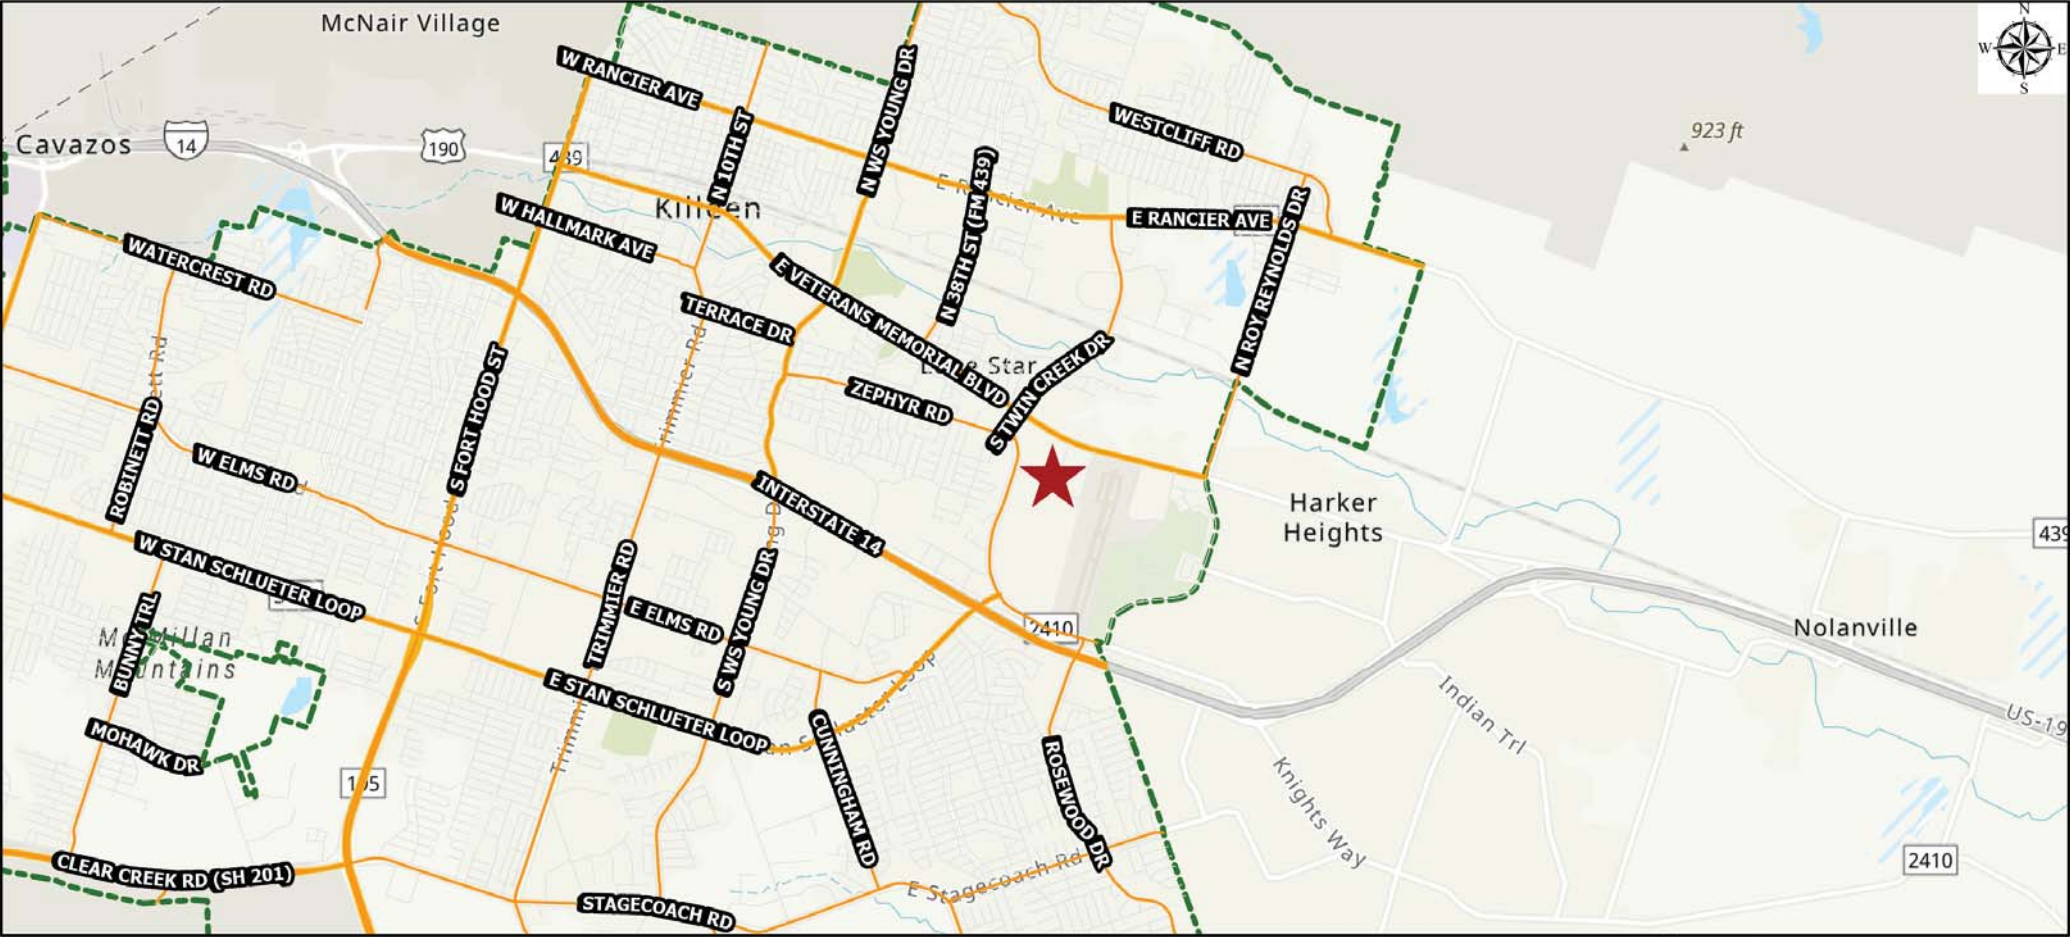 McNair Village
N
W
E
S
W RANCIER AVE
N WS YOUNG DR
WESTCLIFF RD
923 ft
Cavazos
14
190
439
N 10TH ST
N 38TH ST (FM 439)
E Rancier Ave
E RANCIER AVE
N ROY REYNOLDS DR
W HALLMARK AVE
Killeen
WATERCREST RD
E VETERANS MEMORIAL BLVD
TERRACE DR
S TWIN CREEK DR
Star
ZEPHYR RD
Trimmier Rd
S FORT HOOD ST
ROBINETT RD
W ELMS RD
INTERSTATE 14
Harker
Heights
439
W STAN SCHLUETER LOOP
TRIMMIER RD
S WS YOUNG DR
E ELMS RD
2410
Nolanville
BUNNY TRL
E STAN SCHLUETER LOOP
Indian Trl
US-19
MOHAWK DR
CUNNINGHAM RD
ROSEWOOD DR
Knights Way
CLEAR CREEK RD (SH 201)
E Stagecoach Rd
2410
STAGECOACH RD